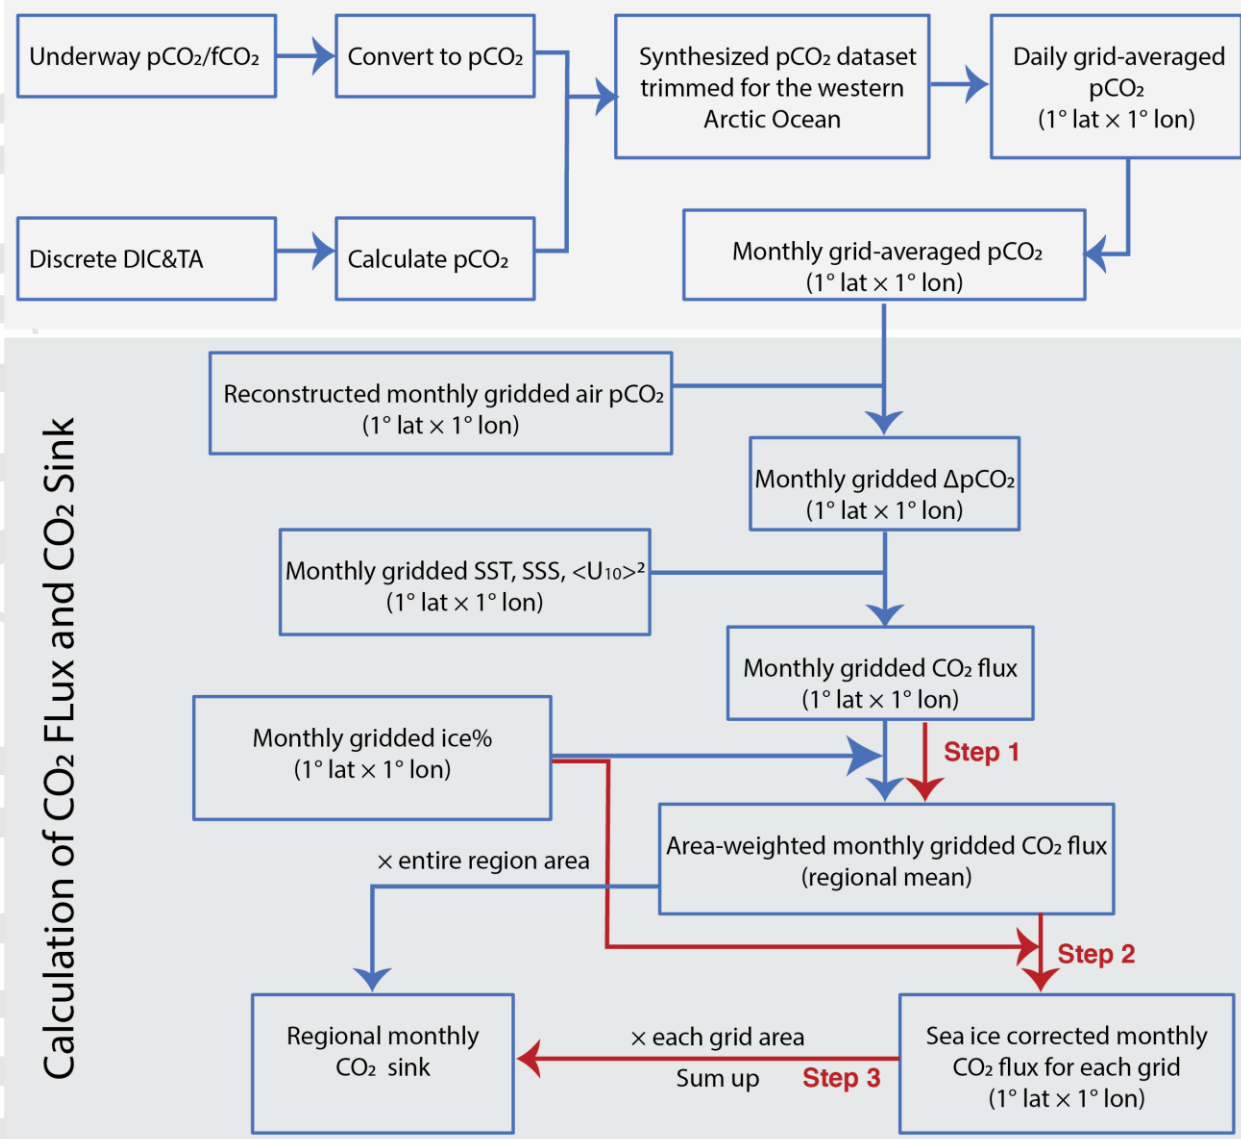 Underway pCO₂/fCO₂
Convert to pCO₂
Synthesized pCO₂ dataset
trimmed for the western
Arctic Ocean
Daily grid-averaged
pCO₂
(1° lat × 1° lon)
Discrete DIC&TA
Calculate pCO₂
Monthly grid-averaged pCO₂
(1° lat × 1° lon)
Calculation of CO₂ FLux and CO₂ Sink
Reconstructed monthly gridded air pCO₂
(1° lat × 1° lon)
Monthly gridded ΔpCO₂
(1° lat × 1° lon)
Monthly gridded SST, SSS, <U₁₀>²
(1° lat × 1° lon)
Monthly gridded CO₂ flux
(1° lat × 1° lon)
Monthly gridded ice%
(1° lat × 1° lon)
Step 1
Area-weighted monthly gridded CO₂ flux
(regional mean)
× entire region area
Step 2
Regional monthly
CO₂ sink
× each grid area
Sum up
Step 3
Sea ice corrected monthly
CO₂ flux for each grid
(1° lat × 1° lon)